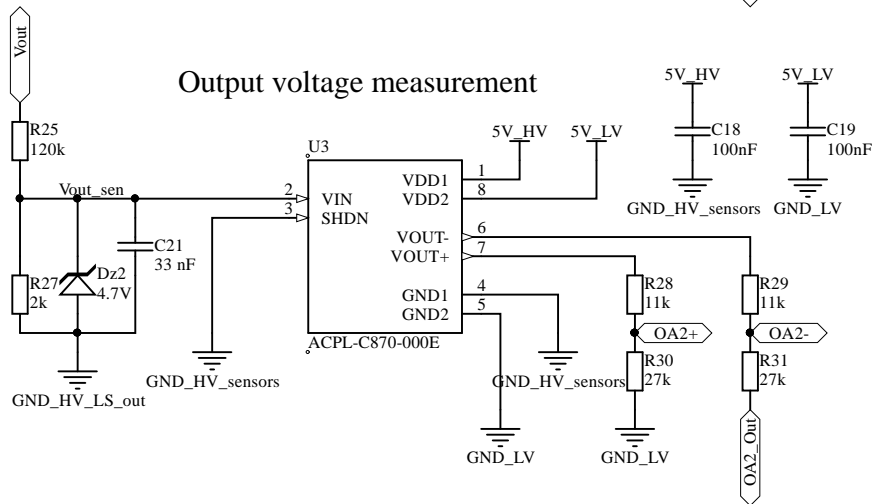 Vout
Output voltage measurement
R25
120k
Vout_sen
R27
2k
Dz2
4.7V
C21
33 nF
GND_HV_LS_out
GND_HV_sensors
U3
2
3
VIN
SHDN
VDD1
VDD2
VOUT-
VOUT+
GND1
GND2
1
8
6
7
4
5
ACPL-C870-000E
5V_HV
5V_LV
5V_HV
C18
100nF
GND_HV_sensors
5V_LV
C19
100nF
GND_LV
R28
11k
OA2+
R30
27k
GND_LV
R29
11k
OA2-
R31
27k
OA2_Out
GND_HV_sensors
GND_LV